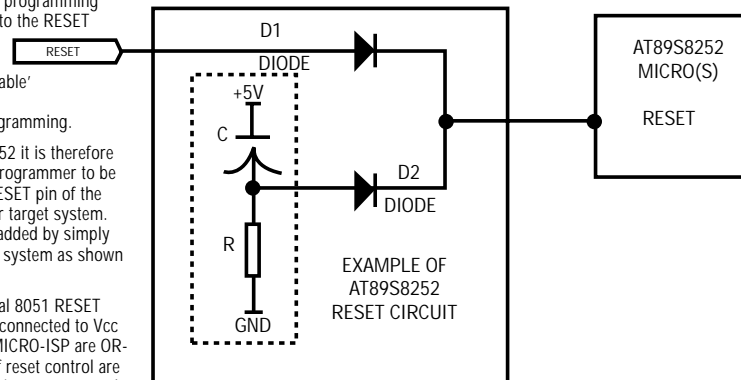 programming
to the RESET
able'
gramming.
52 it is therefore
rogrammer to be
ESET pin of the
r target system.
added by simply
system as shown
al 8051 RESET
connected to Vcc
MICRO-ISP are OR-
f reset control are
RESET
D1
DIODE
+5V
C
R
GND
D2
DIODE
EXAMPLE OF
AT89S8252
RESET CIRCUIT
AT89S8252
MICRO(S)
RESET